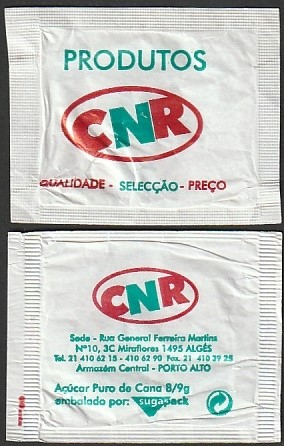 PRODUTOS
CNR
QUALIDADE - SELECÇÃO - PREÇO
CNR
Sede - Rua General Ferreira Martins
Nº10, 3C Miraflores 1495 ALGÉS
Tel. 21 410 62 15 - 410 62 90 Fax. 21 410 39 25
Armazém Central - PORTO ALTO
Açúcar Puro de Cana 8/9g
embalado por: sugapack